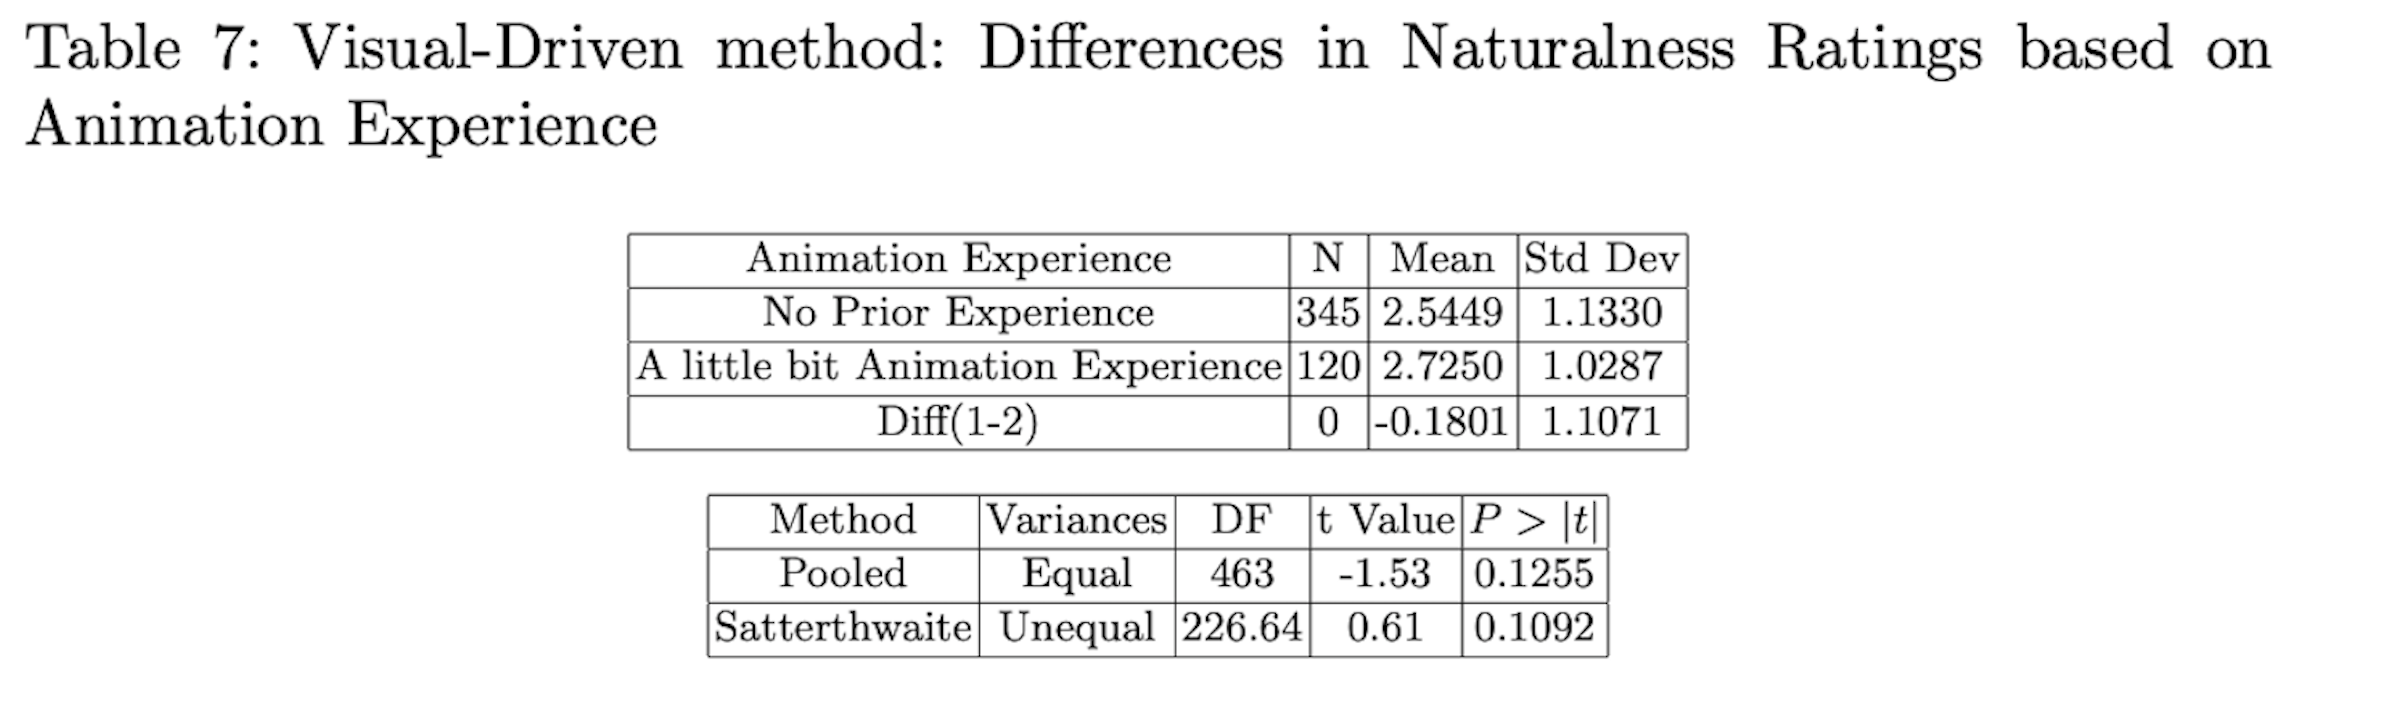 Table 7: Visual-Driven method: Differences in Naturalness Ratings based on
Animation Experience
Animation Experience N Mean Std Dev
No Prior Experience 345 2.5449 1.1330
A little bit Animation Experience 120 2.7250 1.0287
Diff(1-2) 0 -0.1801 1.1071
Method Variances DF t Value P > |t|
Pooled Equal 463 -1.53 0.1255
Satterthwaite Unequal 226.64 0.61 0.1092